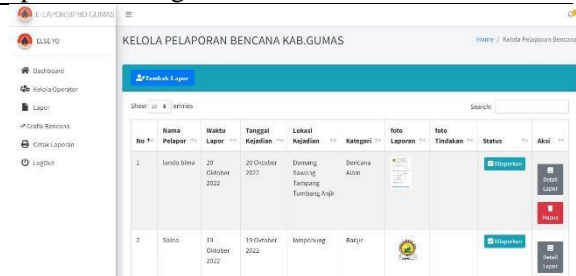 E-LAPOR(BPBD GUMAS
ELSE YO
KELOLA PELAPORAN BENCANA KAB.GUMAS
Home / Kelola Pelaporan Bencana
Dashboard
Kelola Operator
Lapor
Grafik Bencana
Cetak Laporan
LogOut
Tambah Lapor
Show 10 entries
Search:
No
Nama Pelapor
Waktu Lapor
Tanggal Kejadian
Lokasi Kejadian
Kategori
foto Laporan
foto Tindakan
Status
Aksi
1
lando bima
20 Oktober 2022
20 Oktober 2022
Damang Sawang Tampang Tumbang Anjir
Bencana Alam
Dilaporkan
Detail Lapor
Hapus
2
19 Oktober 2022
19 Oktober 2022
Banjir
Dilaporkan
Detail Lapor